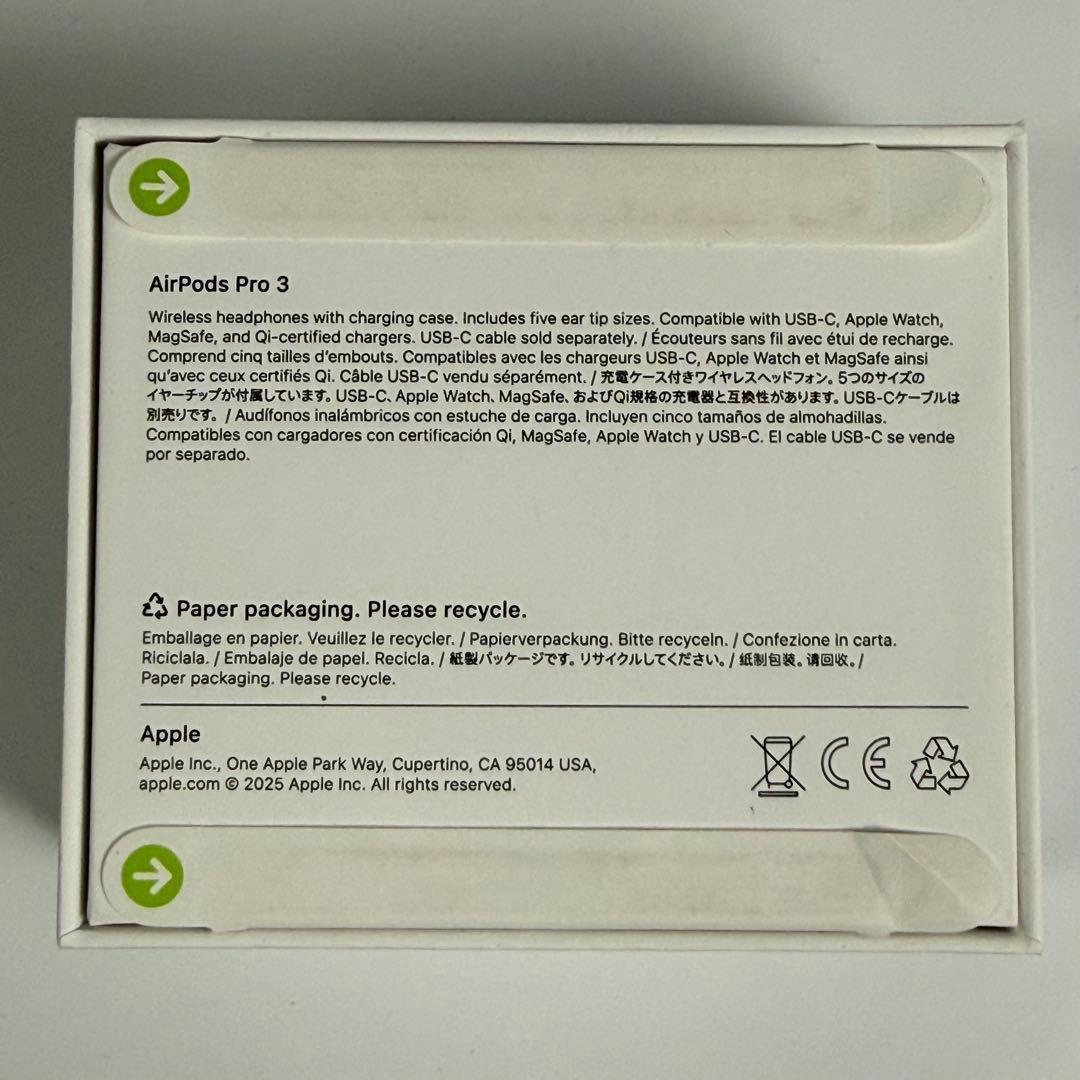 AirPods Pro 3
Wireless headphones with charging case. Includes five ear tip sizes. Compatible with USB-C, Apple Watch,
MagSafe, and Qi-certified chargers. USB-C cable sold separately. / Écouteurs sans fil avec étui de recharge.
Comprend cinq tailles d’embouts. Compatibles avec les chargeurs USB-C, Apple Watch et MagSafe ainsi
qu’avec ceux certifiés Qi. Câble USB-C vendu séparément. / 充電ケース付きワイヤレスヘッドフォン。5つのサイズの
イヤーチップが付属しています。USB-C、Apple Watch、MagSafe、およびQi規格の充電器と互換性があります。USB-Cケーブルは
別売りです。 / Audífonos inalámbricos con estuche de carga. Incluyen cinco tamaños de almohadillas.
Compatibles con cargadores con certificación Qi, MagSafe, Apple Watch y USB-C. El cable USB-C se vende
por separado.
Paper packaging. Please recycle.
Emballage en papier. Veuillez le recycler. / Papierverpackung. Bitte recyceln. / Confezione in carta.
Riciclala. / Embalaje de papel. Recicla. / 紙製パッケージです。リサイクルしてください。 / 纸制包装。请回收。 /
Paper packaging. Please recycle.
Apple
Apple Inc., One Apple Park Way, Cupertino, CA 95014 USA,
apple.com © 2025 Apple Inc. All rights reserved.
CE